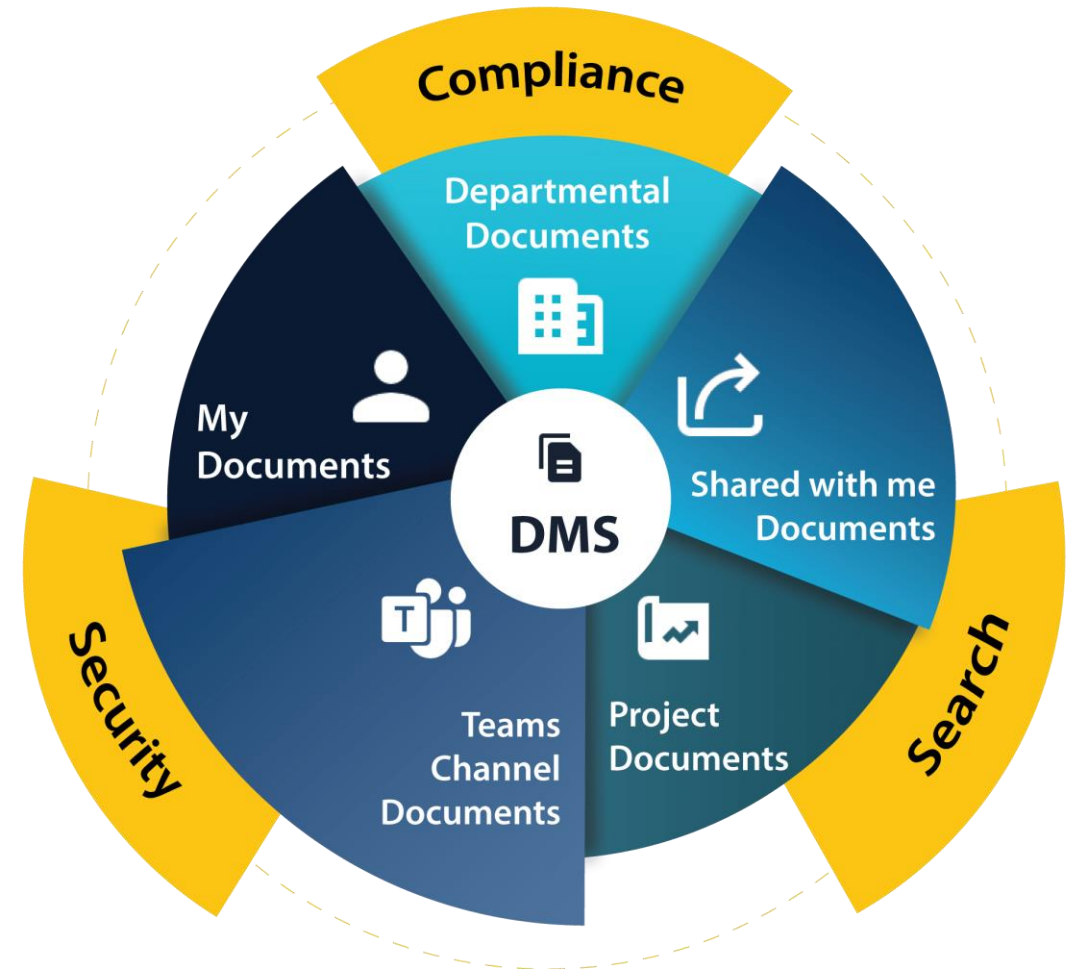 Compliance
Departmental
Documents
My
Documents
Shared with me
Documents
DMS
Security
Search
T
Teams
Channel
Documents
Project
Documents